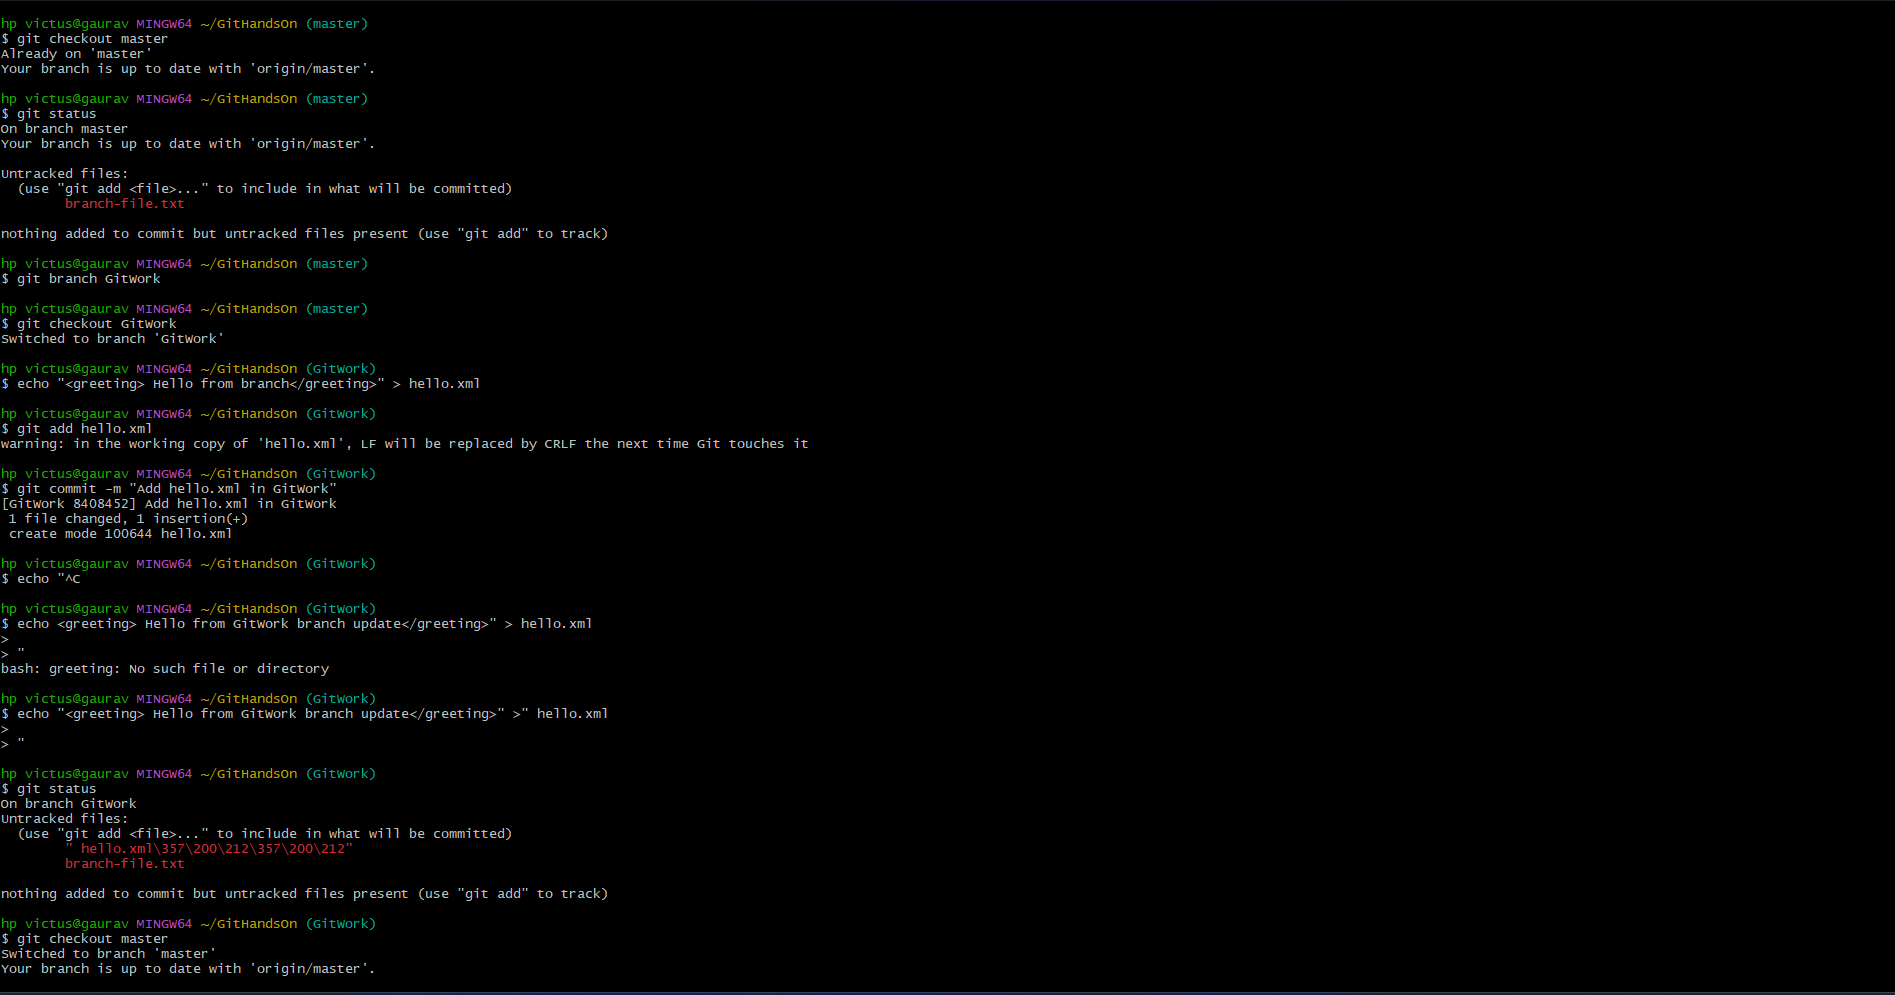 hp victus@gaurav MINGW64 ~/GitHandsOn (master)
$ git checkout master
Already on 'master'
Your branch is up to date with 'origin/master'.
hp victus@gaurav MINGW64 ~/GitHandsOn (master)
$ git status
On branch master
Your branch is up to date with 'origin/master'.
Untracked files:
  (use "git add <file>..." to include in what will be committed)
        branch-file.txt
nothing added to commit but untracked files present (use "git add" to track)
hp victus@gaurav MINGW64 ~/GitHandsOn (master)
$ git branch GitWork
hp victus@gaurav MINGW64 ~/GitHandsOn (master)
$ git checkout GitWork
Switched to branch 'GitWork'
hp victus@gaurav MINGW64 ~/GitHandsOn (GitWork)
$ echo "<greeting> Hello from branch</greeting>" > hello.xml
hp victus@gaurav MINGW64 ~/GitHandsOn (GitWork)
$ git add hello.xml
warning: in the working copy of 'hello.xml', LF will be replaced by CRLF the next time Git touches it
hp victus@gaurav MINGW64 ~/GitHandsOn (GitWork)
$ git commit -m "Add hello.xml in GitWork"
[GitWork 8408452] Add hello.xml in GitWork
 1 file changed, 1 insertion(+)
 create mode 100644 hello.xml
hp victus@gaurav MINGW64 ~/GitHandsOn (GitWork)
$ echo "^C
hp victus@gaurav MINGW64 ~/GitHandsOn (GitWork)
$ echo <greeting> Hello from GitWork branch update</greeting>" > hello.xml
>
> "
bash: greeting: No such file or directory
hp victus@gaurav MINGW64 ~/GitHandsOn (GitWork)
$ echo "<greeting> Hello from GitWork branch update</greeting>" >" hello.xml
>
> "
hp victus@gaurav MINGW64 ~/GitHandsOn (GitWork)
$ git status
On branch GitWork
Untracked files:
  (use "git add <file>..." to include in what will be committed)
        " hello.xml\357\200\212\357\200\212"
        branch-file.txt
nothing added to commit but untracked files present (use "git add" to track)
hp victus@gaurav MINGW64 ~/GitHandsOn (GitWork)
$ git checkout master
Switched to branch 'master'
Your branch is up to date with 'origin/master'.